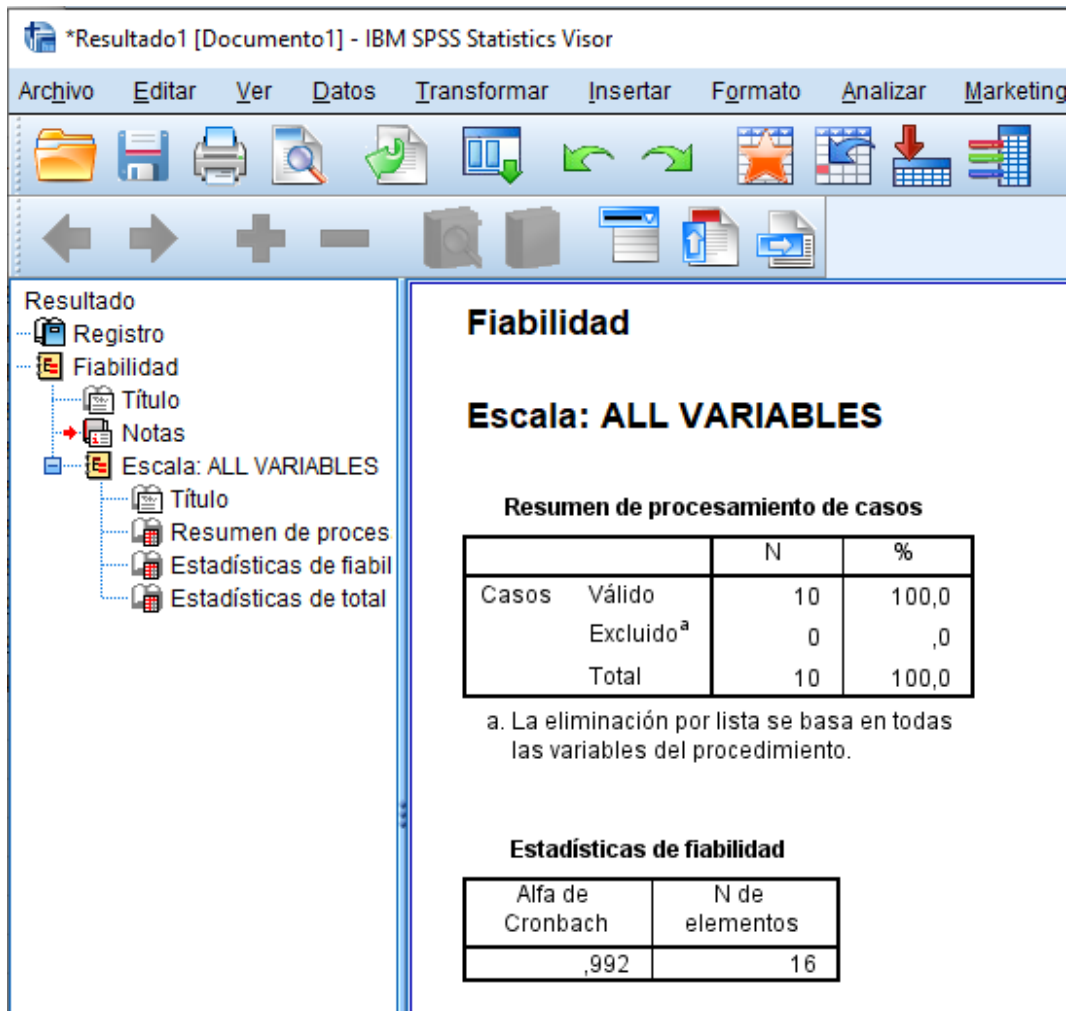 *Resultado1 [Documento1] - IBM SPSS Statistics Visor
Archivo Editar Ver Datos Transformar Insertar Formato Analizar Marketing
Resultado
Registro
Fiabilidad
Título
Notas
Escala: ALL VARIABLES
Título
Resumen de proces
Estadísticas de fiabil
Estadísticas de total
Fiabilidad
Escala: ALL VARIABLES
Resumen de procesamiento de casos
N %
Casos Válido 10 100,0
Excluidoª 0 ,0
Total 10 100,0
a. La eliminación por lista se basa en todas
las variables del procedimiento.
Estadísticas de fiabilidad
Alfa de N de
Cronbach elementos
,992 16